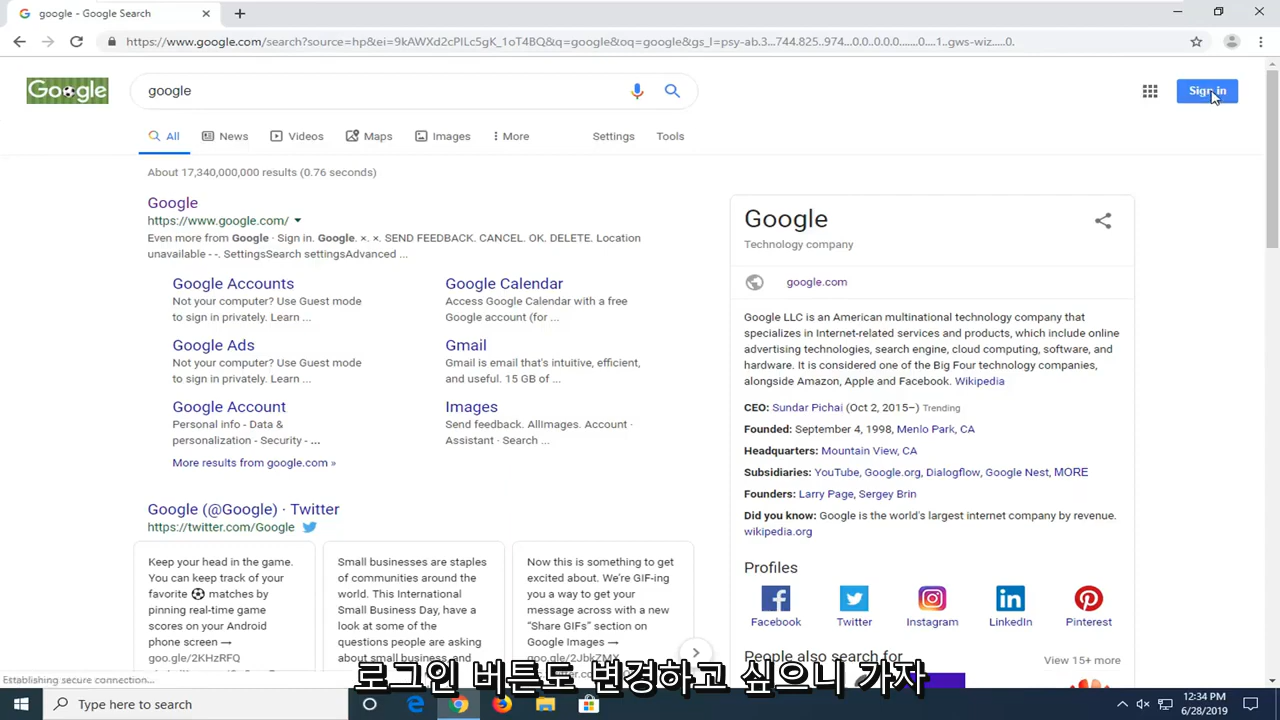 google - Google Search
https://www.google.com/search?source=hp&ei=9kAWXd2cPILc5gK_1oT4BQ&q=google&oq=google&gs_l=psy-ab.3...744.825..974...0.0..0.0.0.......0....1..gws-wiz.....0.
Google
google
Sign in
All
News
Videos
Maps
Images
More
Settings
Tools
About 17,340,000,000 results (0.76 seconds)
Google
https://www.google.com/
Even more from Google · Sign in. Google. ×. ×. SEND FEEDBACK. CANCEL. OK. DELETE. Location
unavailable - -. SettingsSearch settingsAdvanced ...
Google Accounts
Not your computer? Use Guest mode
to sign in privately. Learn ...
Google Calendar
Access Google Calendar with a free
Google account (for ...
Google Ads
Not your computer? Use Guest mode
to sign in privately. Learn ...
Gmail
Gmail is email that's intuitive, efficient,
and useful. 15 GB of ...
Google Account
Personal info - Data &
personalization - Security - ...
Images
Send feedback. AllImages. Account ·
Assistant · Search ...
More results from google.com »
Google (@Google) · Twitter
https://twitter.com/Google
Keep your head in the game.
You can keep track of your
favorite ⚽ matches by
pinning real-time game
scores on your Android
phone screen →
goo.gle/2KHzRFQ
Small businesses are staples
of communities around the
world. This International
Small Business Day, have a
look at some of the
questions people are asking
about small business, and
Now this is something to get
excited about. We're GIF-ing
you a way to get your
message across with a new
"Share GIFs" section on
Google Images →
goo.gle/2JbkZMX
Google
Technology company
google.com
Google LLC is an American multinational technology company that
specializes in Internet-related services and products, which include online
advertising technologies, search engine, cloud computing, software, and
hardware. It is considered one of the Big Four technology companies,
alongside Amazon, Apple and Facebook. Wikipedia
CEO: Sundar Pichai (Oct 2, 2015–) Trending
Founded: September 4, 1998, Menlo Park, CA
Headquarters: Mountain View, CA
Subsidiaries: YouTube, Google.org, Dialogflow, Google Nest, MORE
Founders: Larry Page, Sergey Brin
Did you know: Google is the world's largest internet company by revenue.
wikipedia.org
Profiles
Facebook
Twitter
Instagram
LinkedIn
Pinterest
People also search for
View 15+ more
Establishing secure connection...
로그인 버튼도 변경하고 싶으니 가자
Type here to search
12:34 PM
6/28/2019